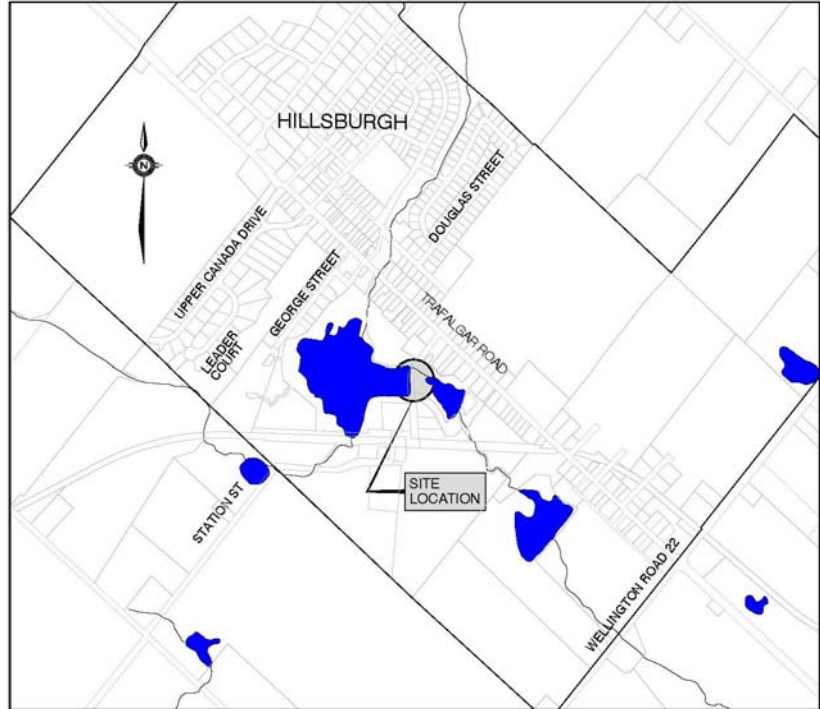 HILLSBURGH
N
DOUGLAS STREET
UPPER CANADA DRIVE
GEORGE STREET
TRAFALGAR ROAD
LEADER
COURT
SITE
LOCATION
STATION ST
WELLINGTON ROAD 22